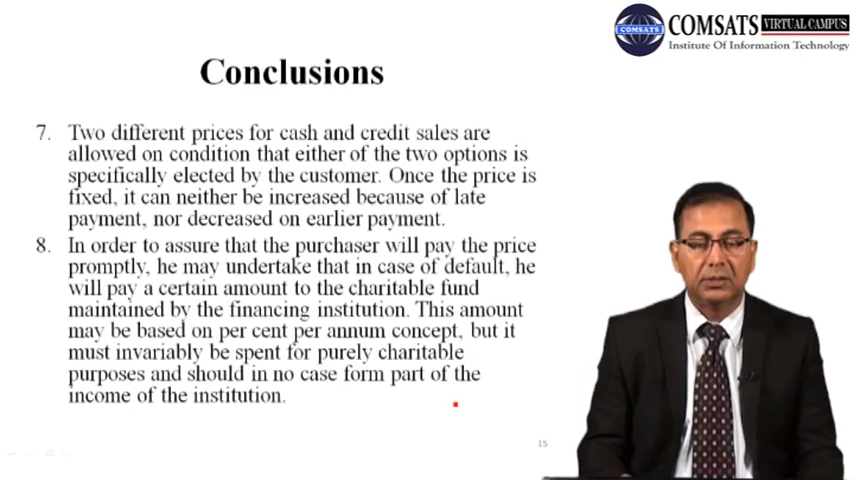 COMSATS VIRTUAL CAMPUS
COMSATS
Institute Of Information Technology
Conclusions
7. Two different prices for cash and credit sales are
allowed on condition that either of the two options is
specifically elected by the customer. Once the price is
fixed, it can neither be increased because of late
payment, nor decreased on earlier payment.
8. In order to assure that the purchaser will pay the price
promptly, he may undertake that in case of default, he
will pay a certain amount to the charitable fund
maintained by the financing institution. This amount
may be based on per cent per annum concept, but it
must invariably be spent for purely charitable
purposes and should in no case form part of the
income of the institution.
15